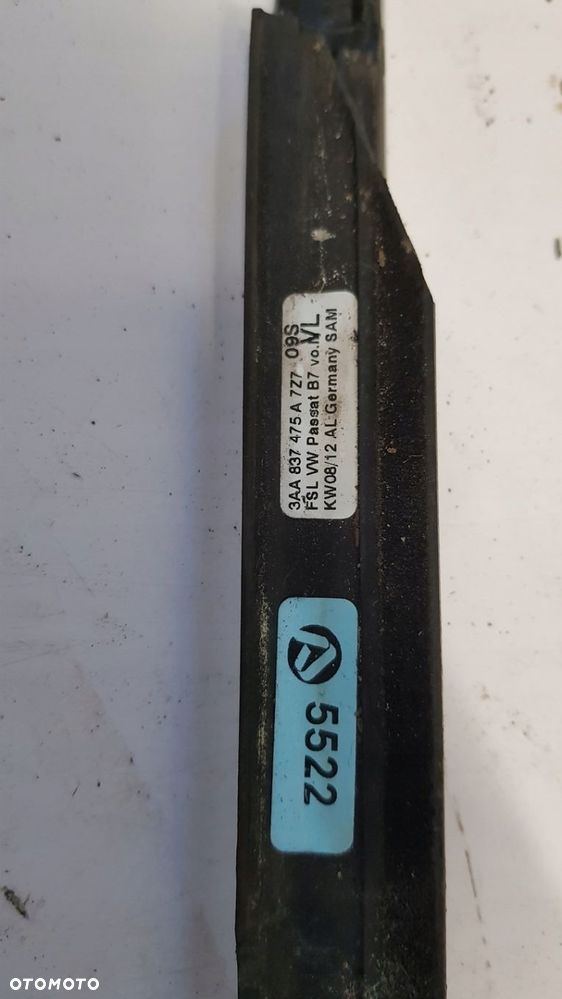 3AA 837 475 A 7Z7 09S
FSL VW Passat B7 vo. VL
KW08/12 AL Germany SAM
5522
OTOMOTO